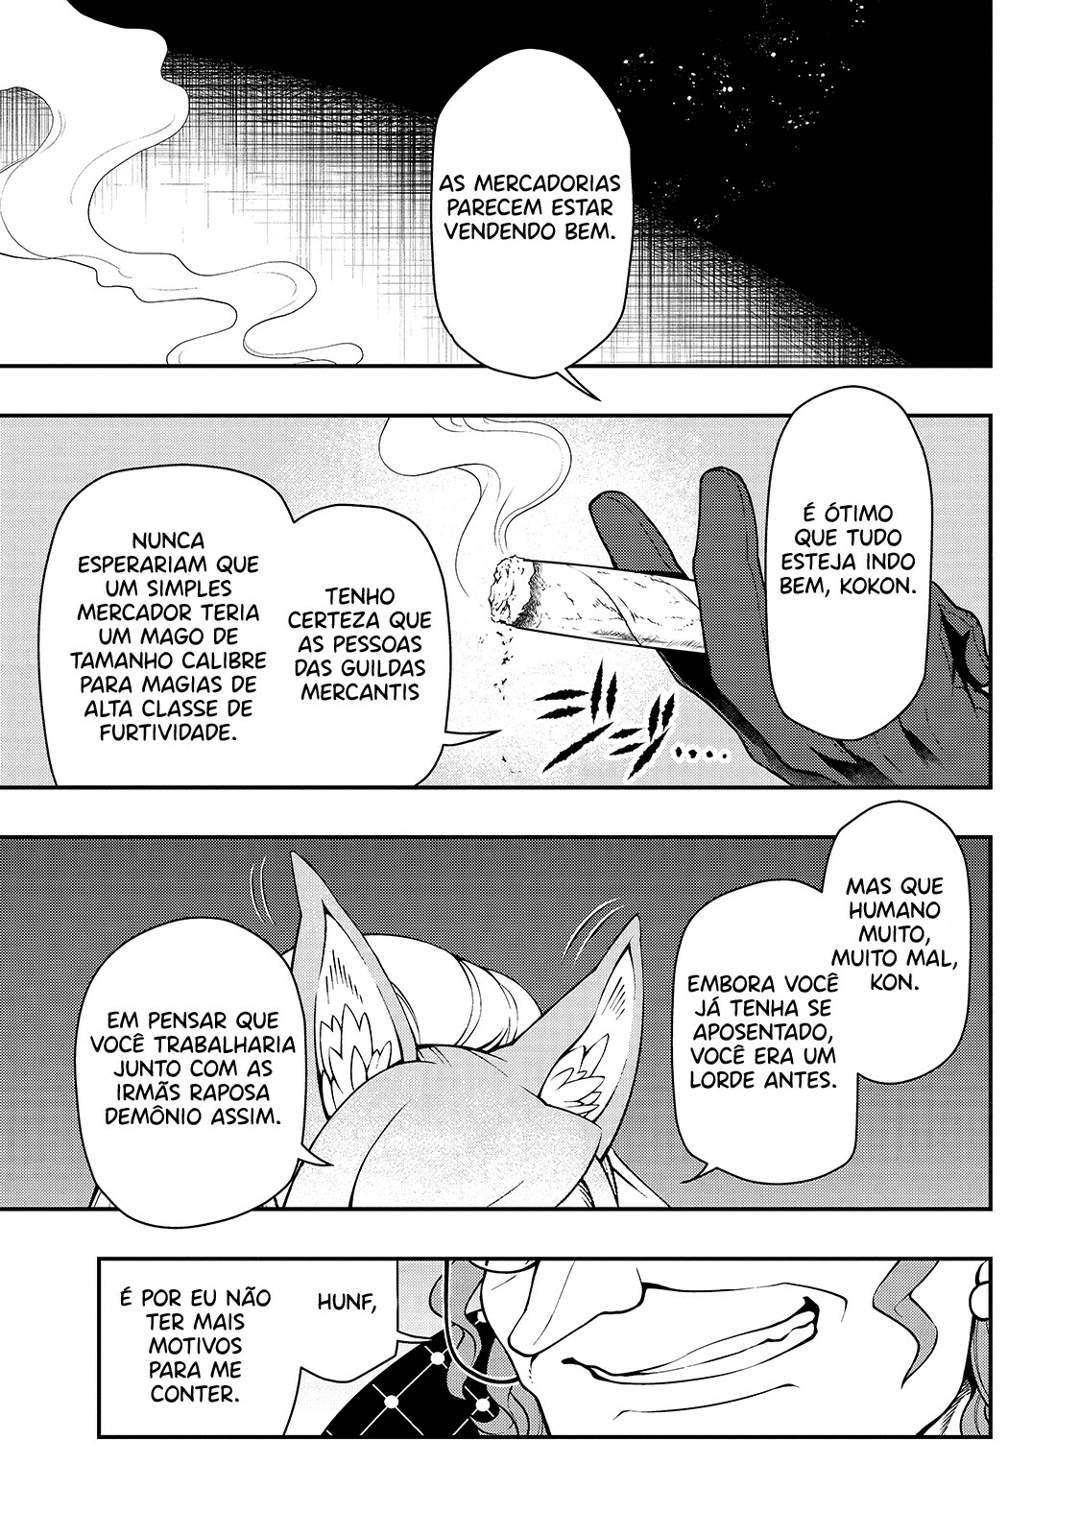 AS MERCADORIAS
PARECEM ESTAR
VENDENDO BEM.
É ÓTIMO
QUE TUDO
ESTEJA INDO
BEM, KOKON.
TENHO
CERTEZA QUE
AS PESSOAS
DAS GUILDAS
MERCANTIS
NUNCA
ESPERARIAM QUE
UM SIMPLES
MERCADOR TERIA
UM MAGO DE
TAMANHO CALIBRE
PARA MAGIAS DE
ALTA CLASSE DE
FURTIVIDADE.
MAS QUE
HUMANO
MUITO,
MUITO MAL,
KON.
EMBORA VOCÊ
JÁ TENHA SE
APOSENTADO,
VOCÊ ERA UM
LORDE ANTES.
EM PENSAR QUE
VOCÊ TRABALHARIA
JUNTO COM AS
IRMÃS RAPOSA
DEMÔNIO ASSIM.
HUNF,
É POR EU NÃO
TER MAIS
MOTIVOS
PARA ME
CONTER.